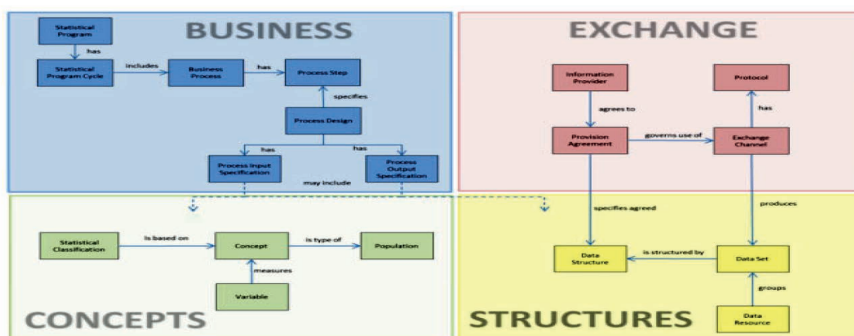 BUSINESS
Statistical
Program
has
Statistical
Program Cycle
includes
Business
Process
has
Process Step
specifies
Process Design
has
has
Process Input
Specification
Process
Output
Specification
may include
EXCHANGE
Information
Provider
Protocol
agrees to
has
Provision
Agreement
governs use of
Exchange
Channel
specifies agreed
produces
Statistical
Classification
is based on
Concept
is type of
Population
measures
Variable
CONCEPTS
Data
Structure
is structured by
Data Set
groups
Data
Resource
STRUCTURES